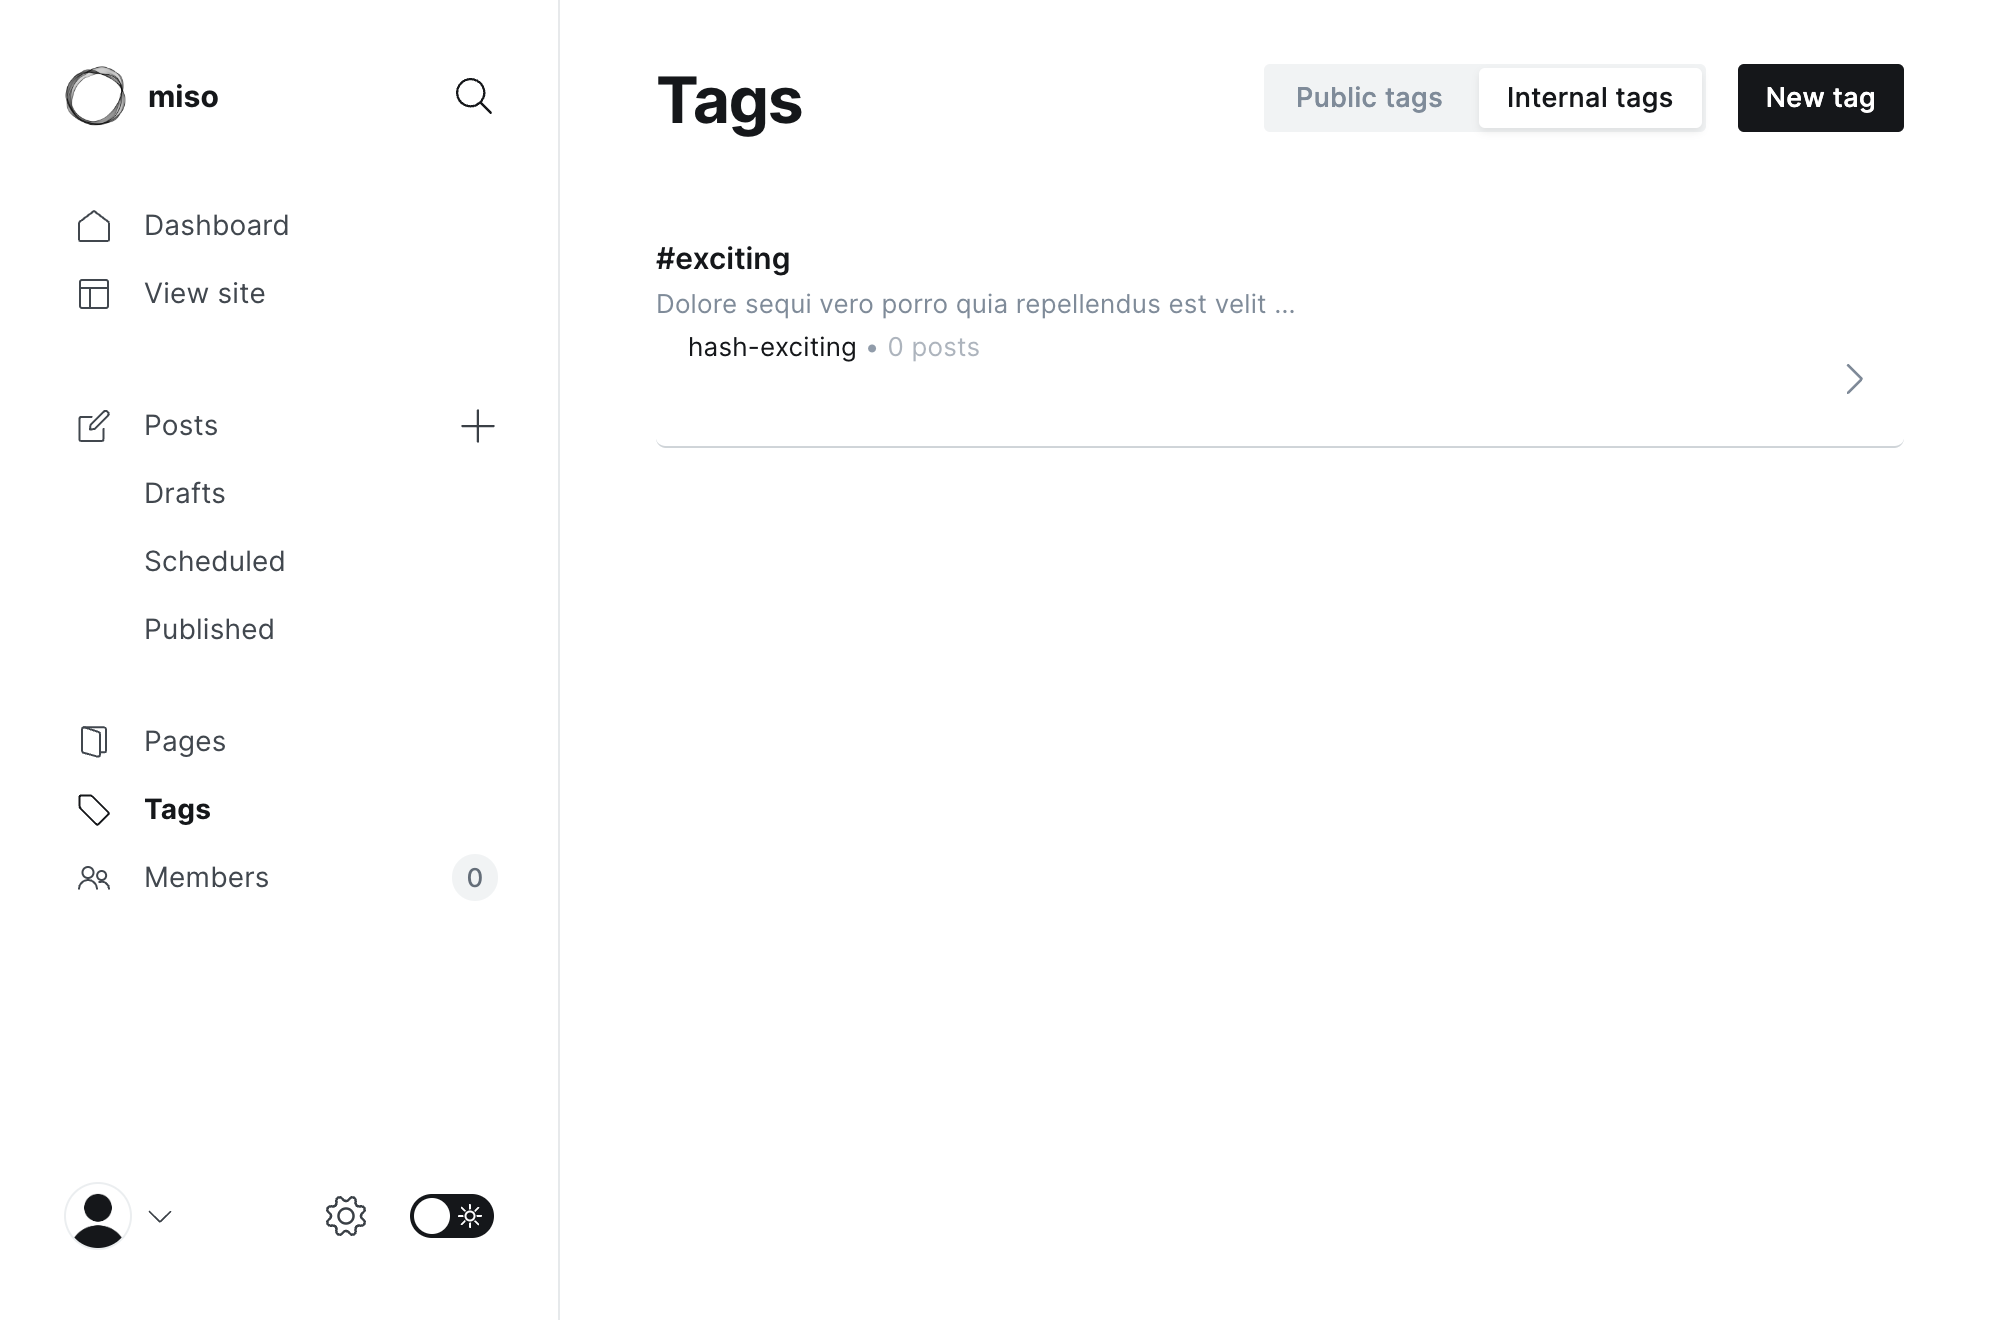 miso
Dashboard
View site
Posts
Drafts
Scheduled
Published
Pages
Tags
Members 0
Tags
Public tags Internal tags New tag
#exciting
Dolore sequi vero porro quia repellendus est velit ...
hash-exciting • 0 posts